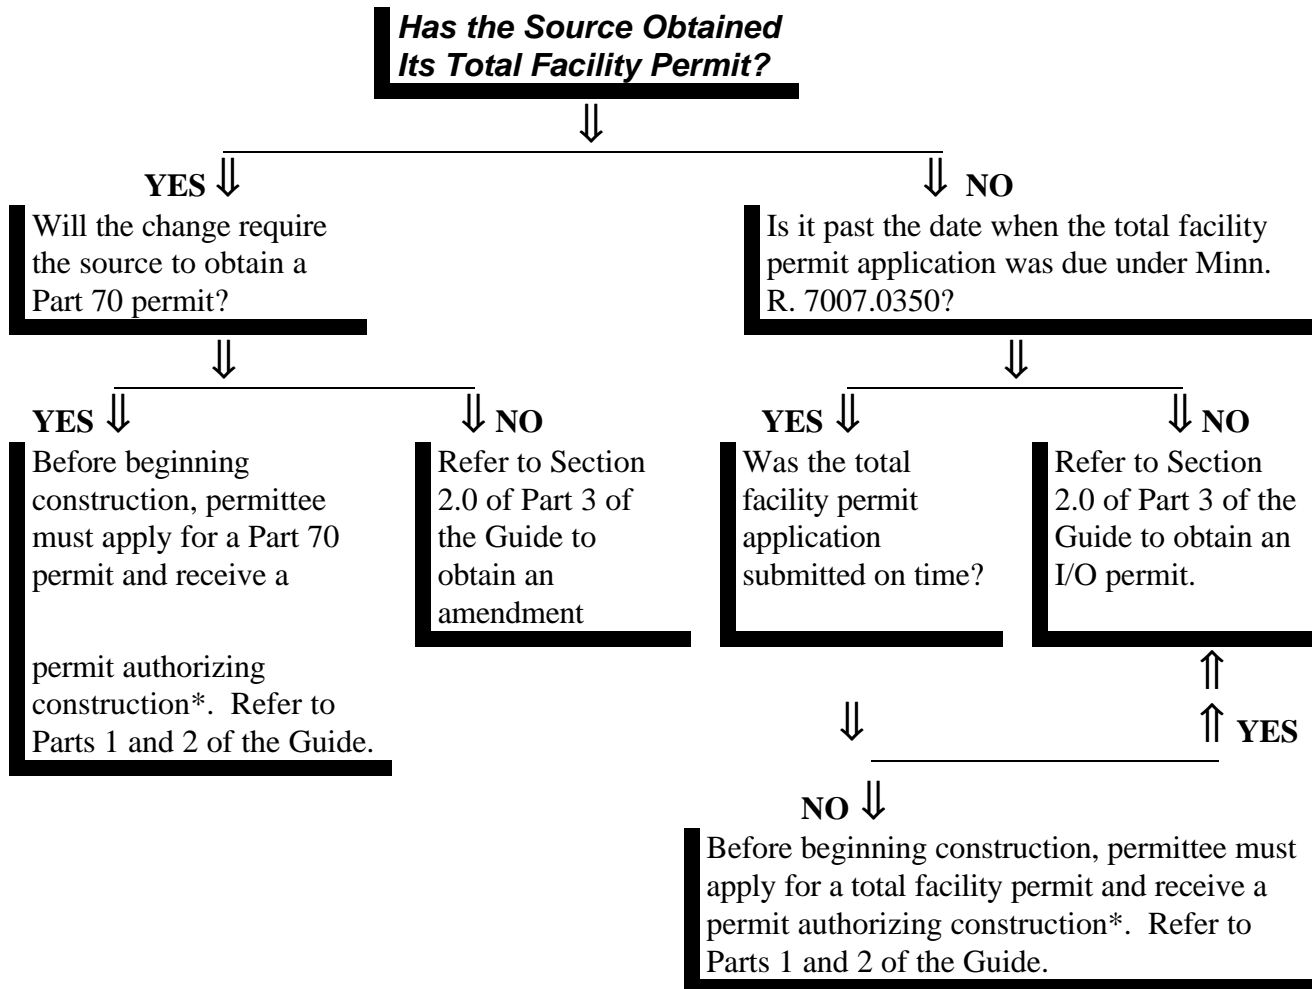 Has the Source Obtained
Its Total Facility Permit?
⇓
YES ⇓
⇓ NO
Will the change require
the source to obtain a
Part 70 permit?
Is it past the date when the total facility
permit application was due under Minn.
R. 7007.0350?
⇓
⇓
YES ⇓
⇓ NO
YES ⇓
⇓ NO
Before beginning
construction, permittee
must apply for a Part 70
permit and receive a
permit authorizing
construction*. Refer to
Parts 1 and 2 of the Guide.
Refer to Section
2.0 of Part 3 of
the Guide to
obtain an
amendment
Was the total
facility permit
application
submitted on time?
Refer to Section
2.0 of Part 3 of the
Guide to obtain an
I/O permit.
⇑
⇓
⇑ YES
NO ⇓
Before beginning construction, permittee must
apply for a total facility permit and receive a
permit authorizing construction*. Refer to
Parts 1 and 2 of the Guide.